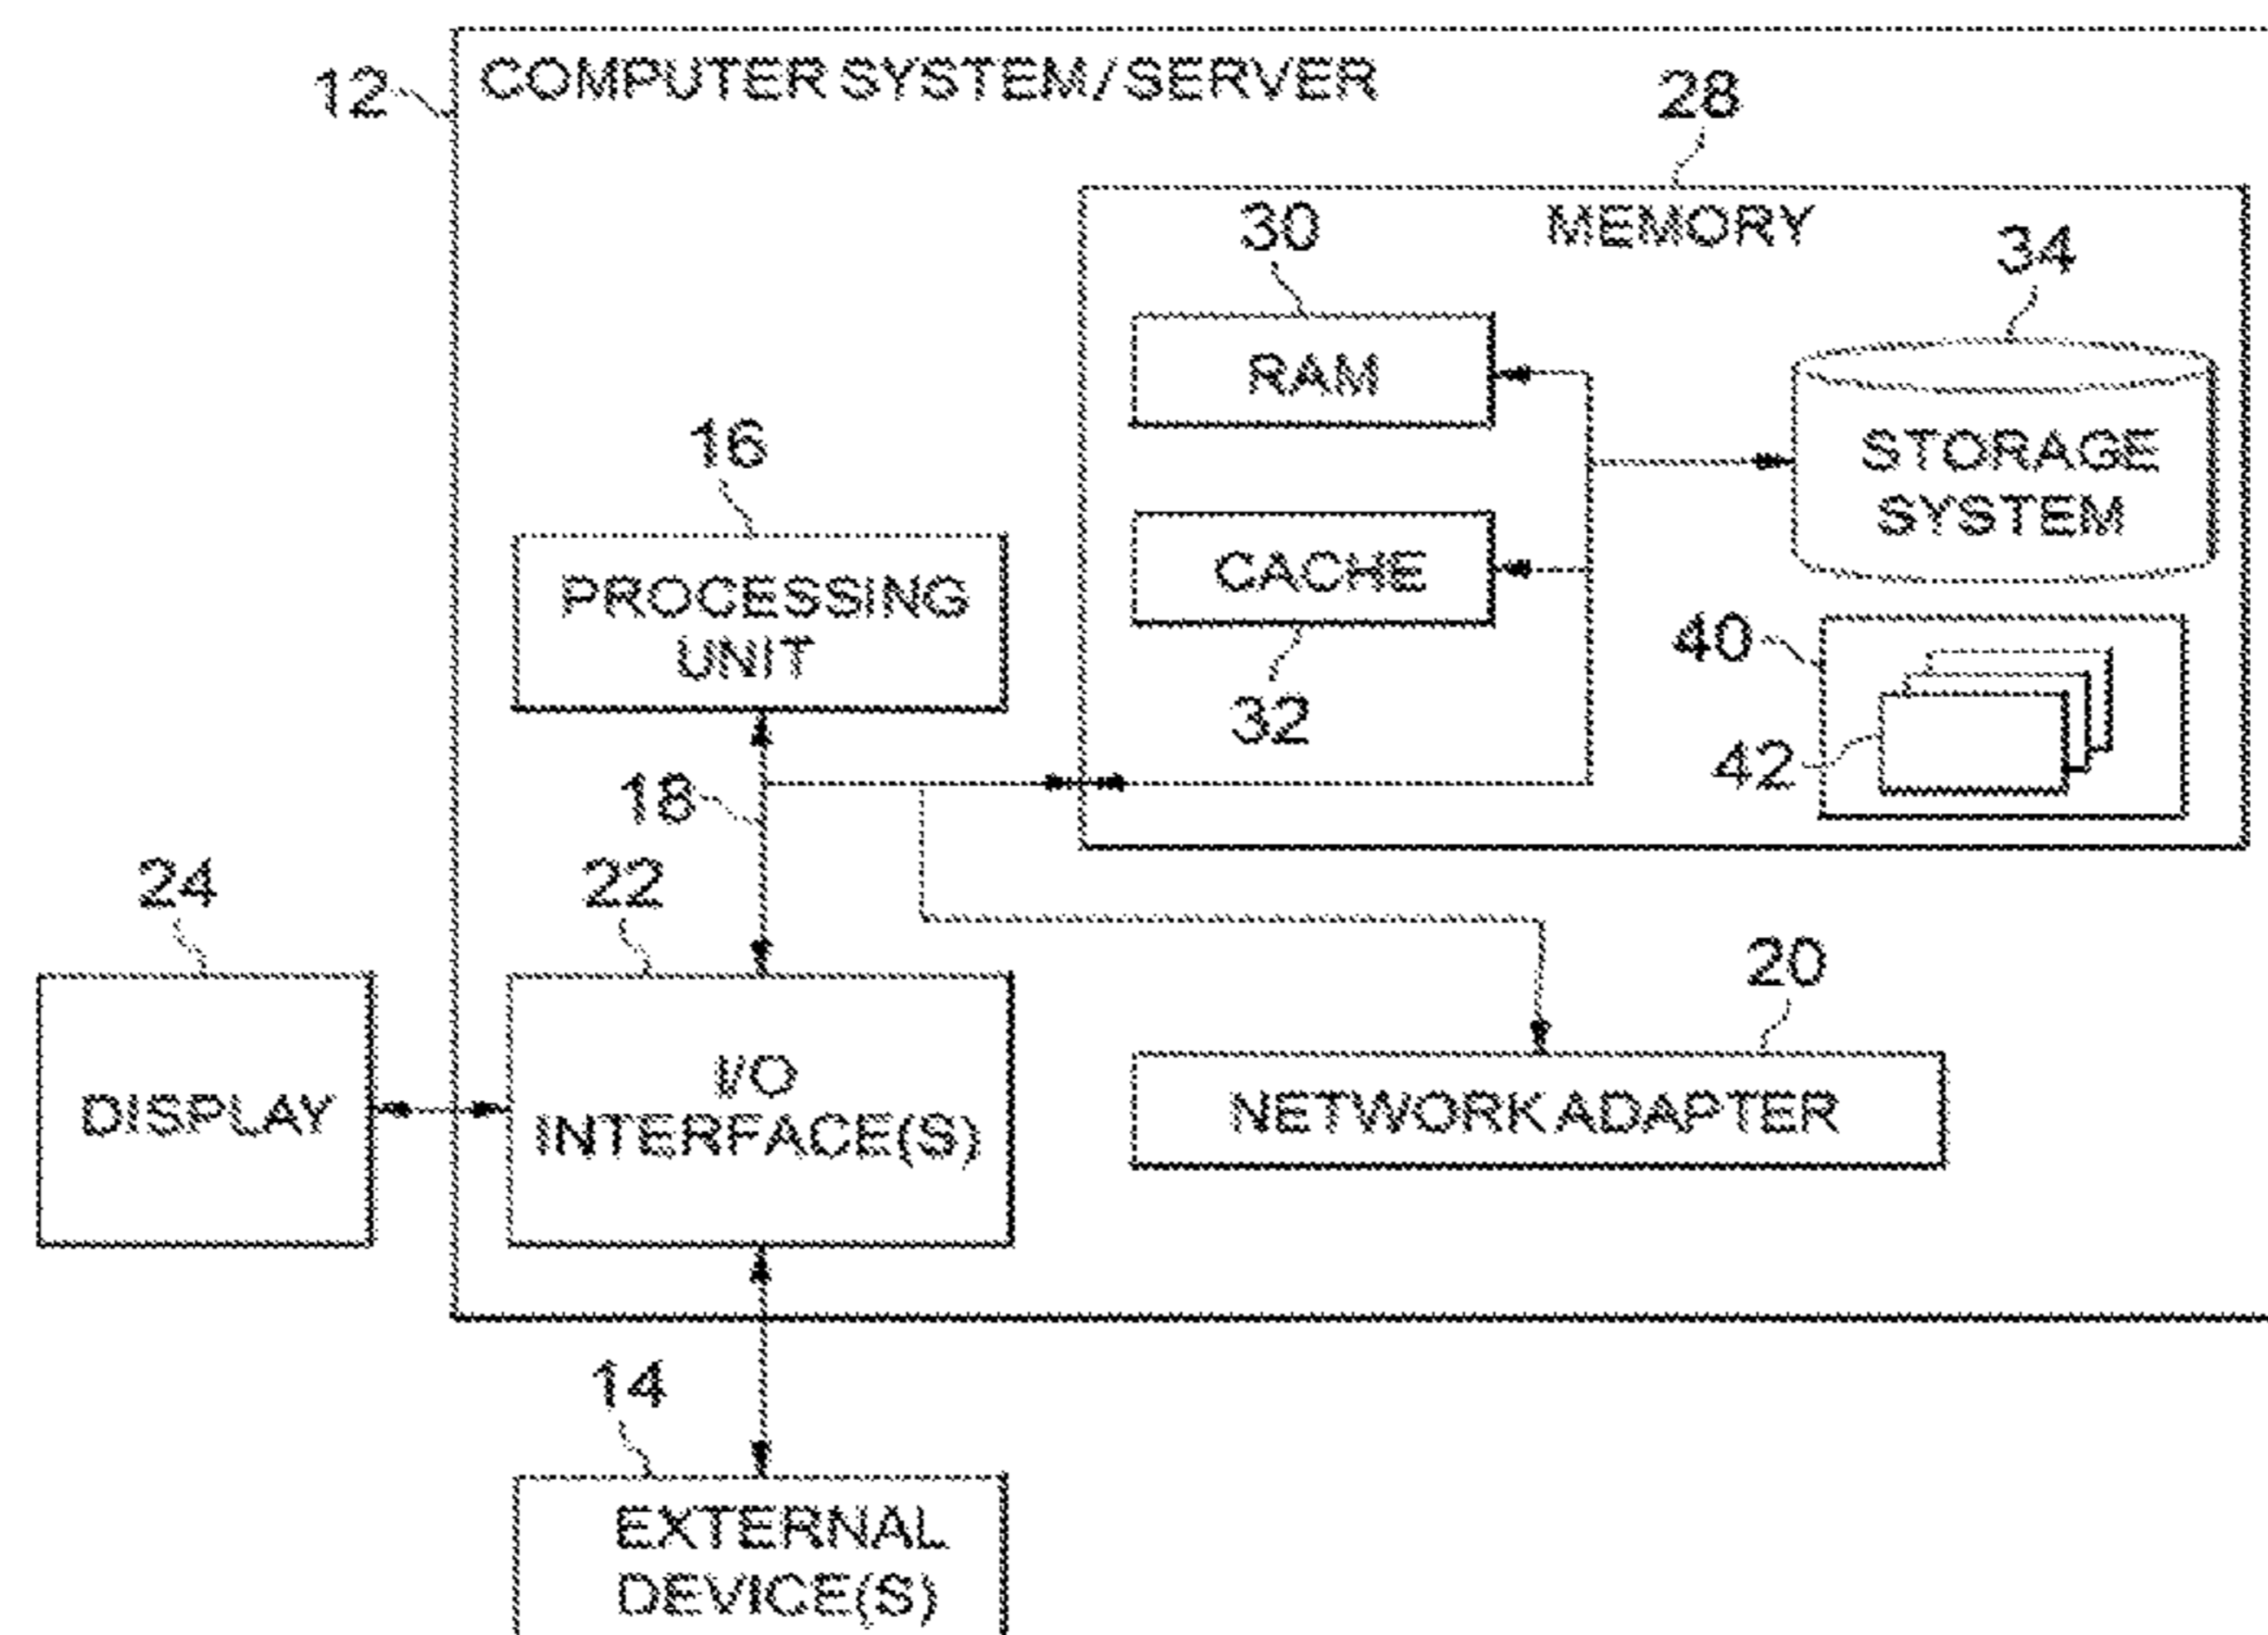 12
COMPUTER SYSTEM / SERVER
28
MEMORY
30
34
RAM
STORAGE
SYSTEM
16
PROCESSING
UNIT
CACHE
32
40
42
18
24
22
20
DISPLAY
I/O
INTERFACE(S)
NETWORK ADAPTER
14
EXTERNAL
DEVICE(S)